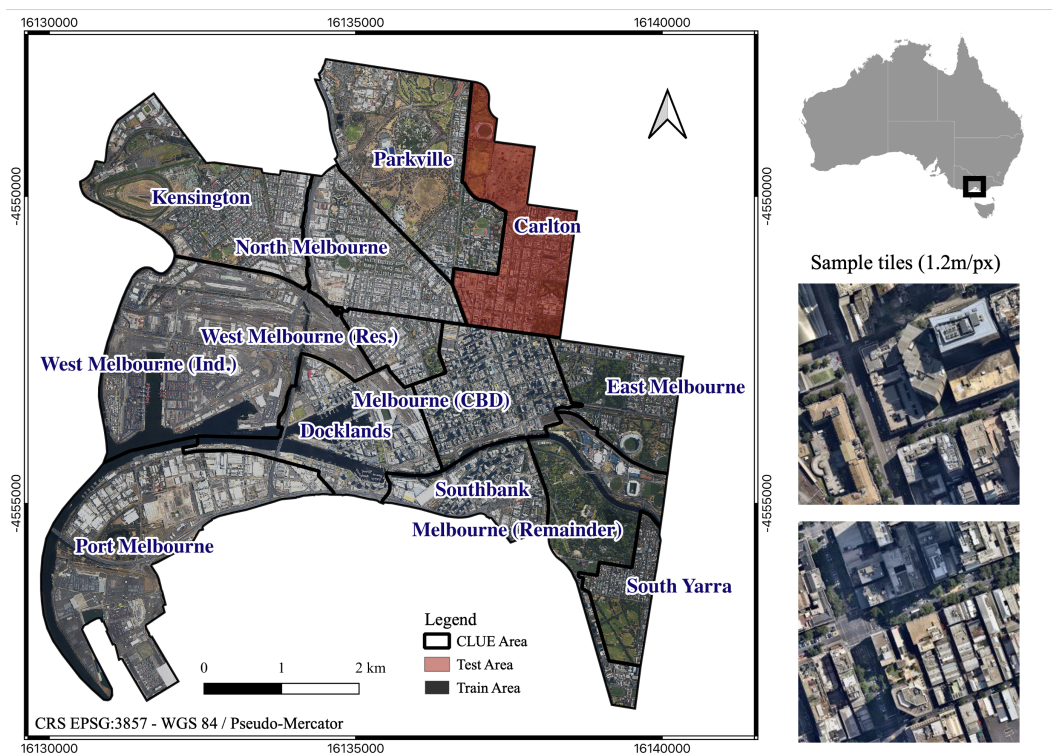 16130000
16135000
16140000
-4550000
-4550000
Parkville
Kensington
Carlton
North Melbourne
Sample tiles (1.2m/px)
West Melbourne (Res.)
West Melbourne (Ind.)
East Melbourne
Melbourne (CBD)
Docklands
Southbank
-4555000
-4555000
Melbourne (Remainder)
Port Melbourne
South Yarra
Legend
CLUE Area
Test Area
Train Area
0 1 2 km
CRS EPSG:3857 - WGS 84 / Pseudo-Mercator
16130000
16135000
16140000